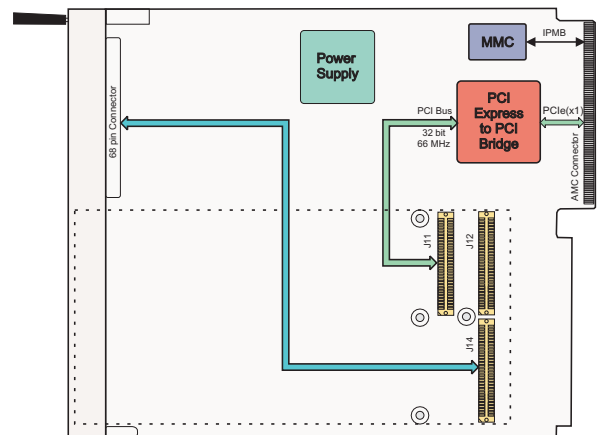 MMC
IPMB
Power
Supply
PCI Bus
32 bit
66 MHz
PCI
Express
to PCI
Bridge
PCIe(x1)
68 pin Connector
AMC Connector
J11
J12
J14